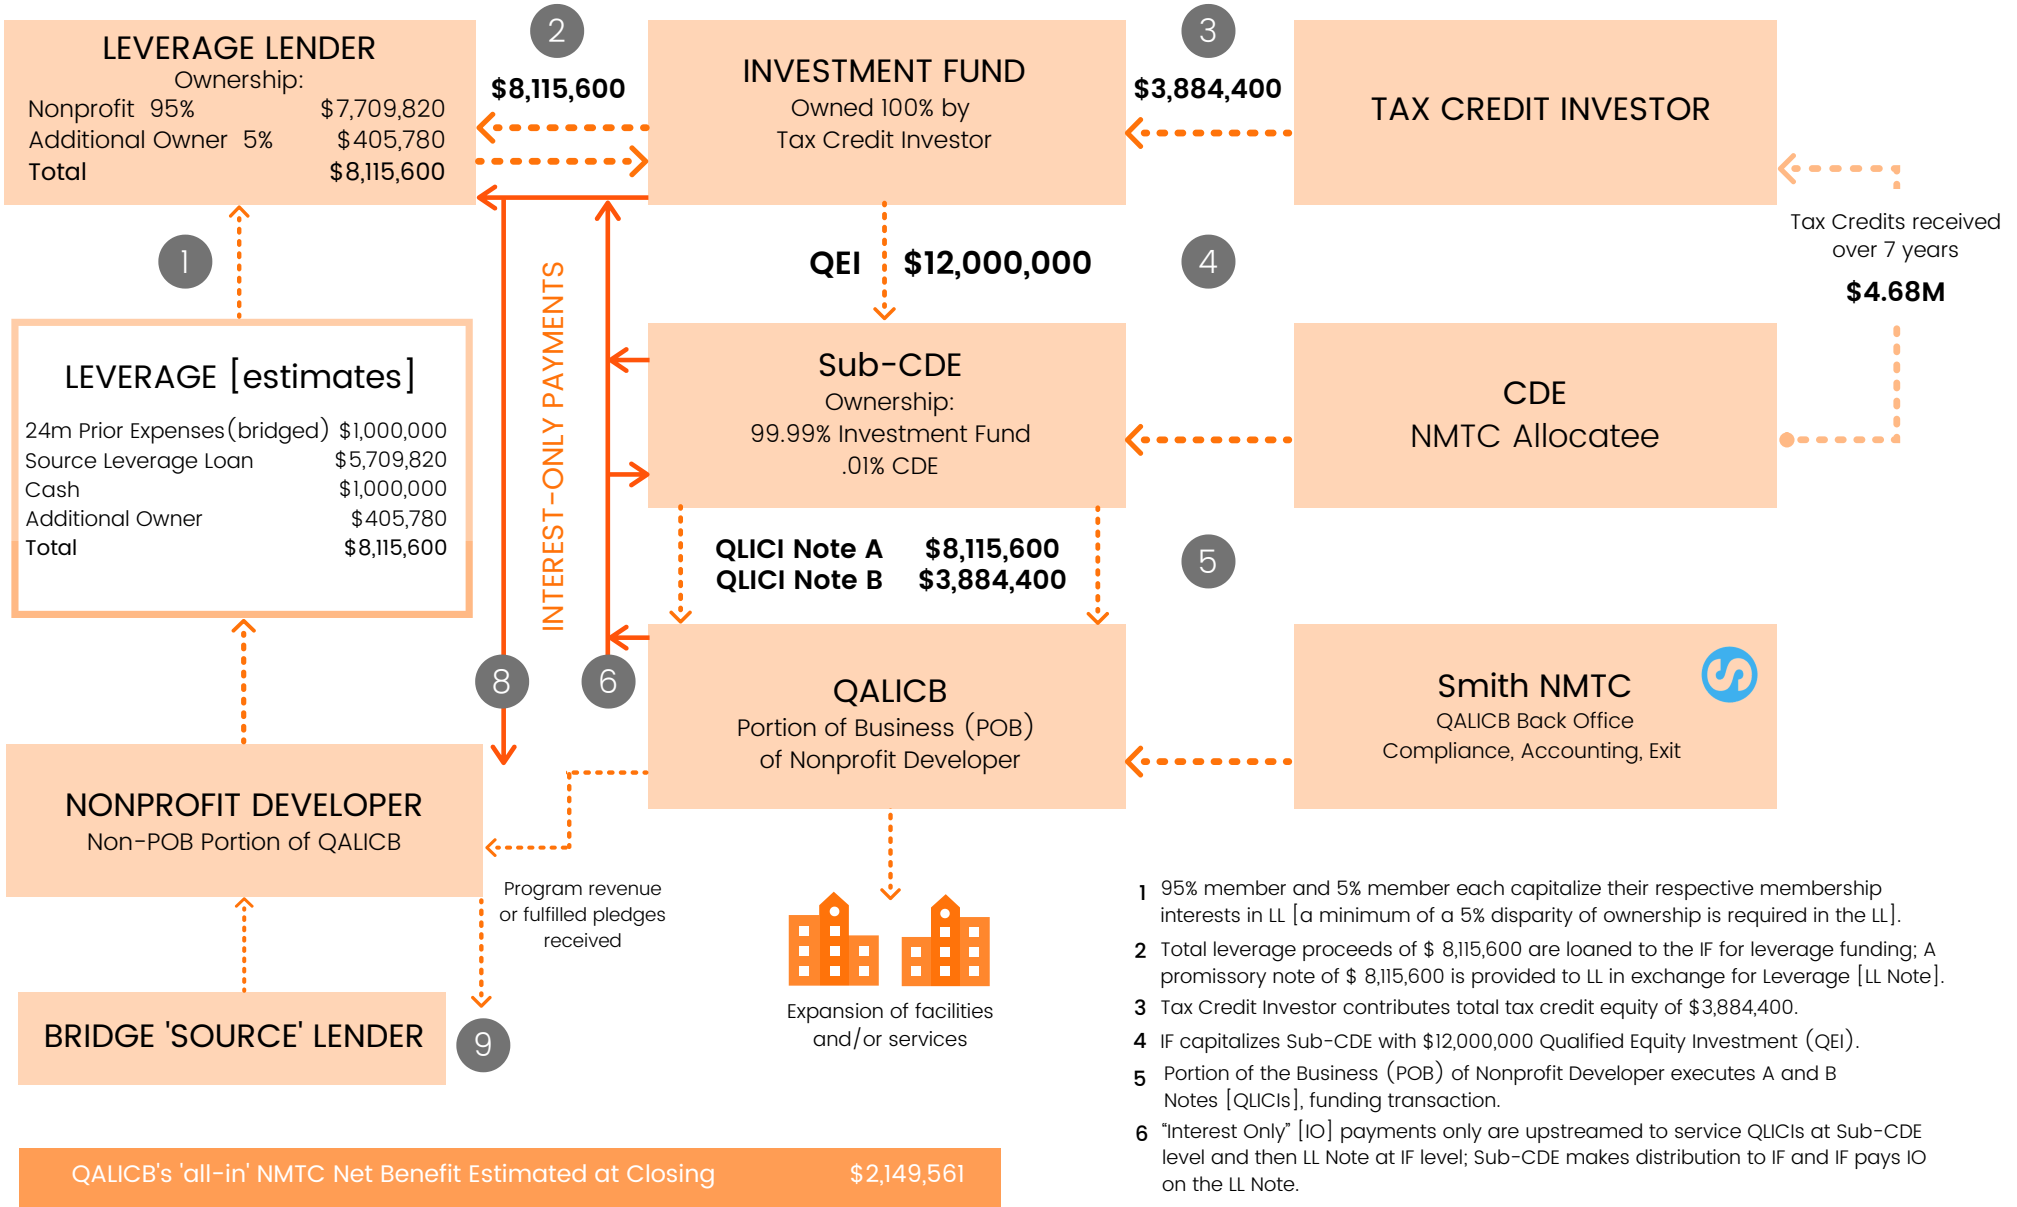 LEVERAGE LENDER
Ownership:
Nonprofit 95% $7,709,820
Additional Owner 5% $405,780
Total $8,115,600
2
$8,115,600
INVESTMENT FUND
Owned 100% by
Tax Credit Investor
3
$3,884,400
TAX CREDIT INVESTOR
Tax Credits received
over 7 years
$4.68M
1
QEI $12,000,000
4
LEVERAGE [estimates]
24m Prior Expenses(bridged) $1,000,000
Source Leverage Loan $5,709,820
Cash $1,000,000
Additional Owner $405,780
Total $8,115,600
INTEREST-ONLY PAYMENTS
Sub-CDE
Ownership:
99.99% Investment Fund
.01% CDE
CDE
NMTC Allocatee
QLICI Note A $8,115,600
QLICI Note B $3,884,400
5
8
6
QALICB
Portion of Business (POB)
of Nonprofit Developer
Smith NMTC
QALICB Back Office
Compliance, Accounting, Exit
NONPROFIT DEVELOPER
Non-POB Portion of QALICB
Program revenue
or fulfilled pledges
received
BRIDGE 'SOURCE' LENDER
9
Expansion of facilities
and/or services
1 95% member and 5% member each capitalize their respective membership
interests in LL [a minimum of a 5% disparity of ownership is required in the LL].
2 Total leverage proceeds of $ 8,115,600 are loaned to the IF for leverage funding; A
promissory note of $ 8,115,600 is provided to LL in exchange for Leverage [LL Note].
3 Tax Credit Investor contributes total tax credit equity of $3,884,400.
4 IF capitalizes Sub-CDE with $12,000,000 Qualified Equity Investment (QEI).
5 Portion of the Business (POB) of Nonprofit Developer executes A and B
Notes [QLICIs], funding transaction.
6 “Interest Only” [IO] payments only are upstreamed to service QLICIs at Sub-CDE
level and then LL Note at IF level; Sub-CDE makes distribution to IF and IF pays IO
on the LL Note.
QALICB's 'all-in' NMTC Net Benefit Estimated at Closing $2,149,561